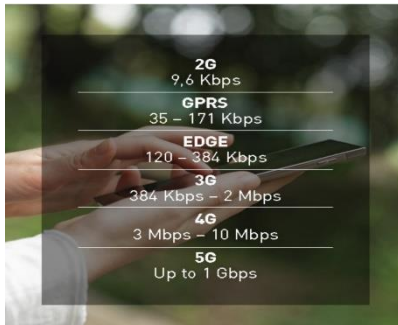 2G
9,6 Kbps
GPRS
35 – 171 Kbps
EDGE
120 – 384 Kbps
3G
384 Kbps – 2 Mbps
4G
3 Mbps – 10 Mbps
5G
Up to 1 Gbps